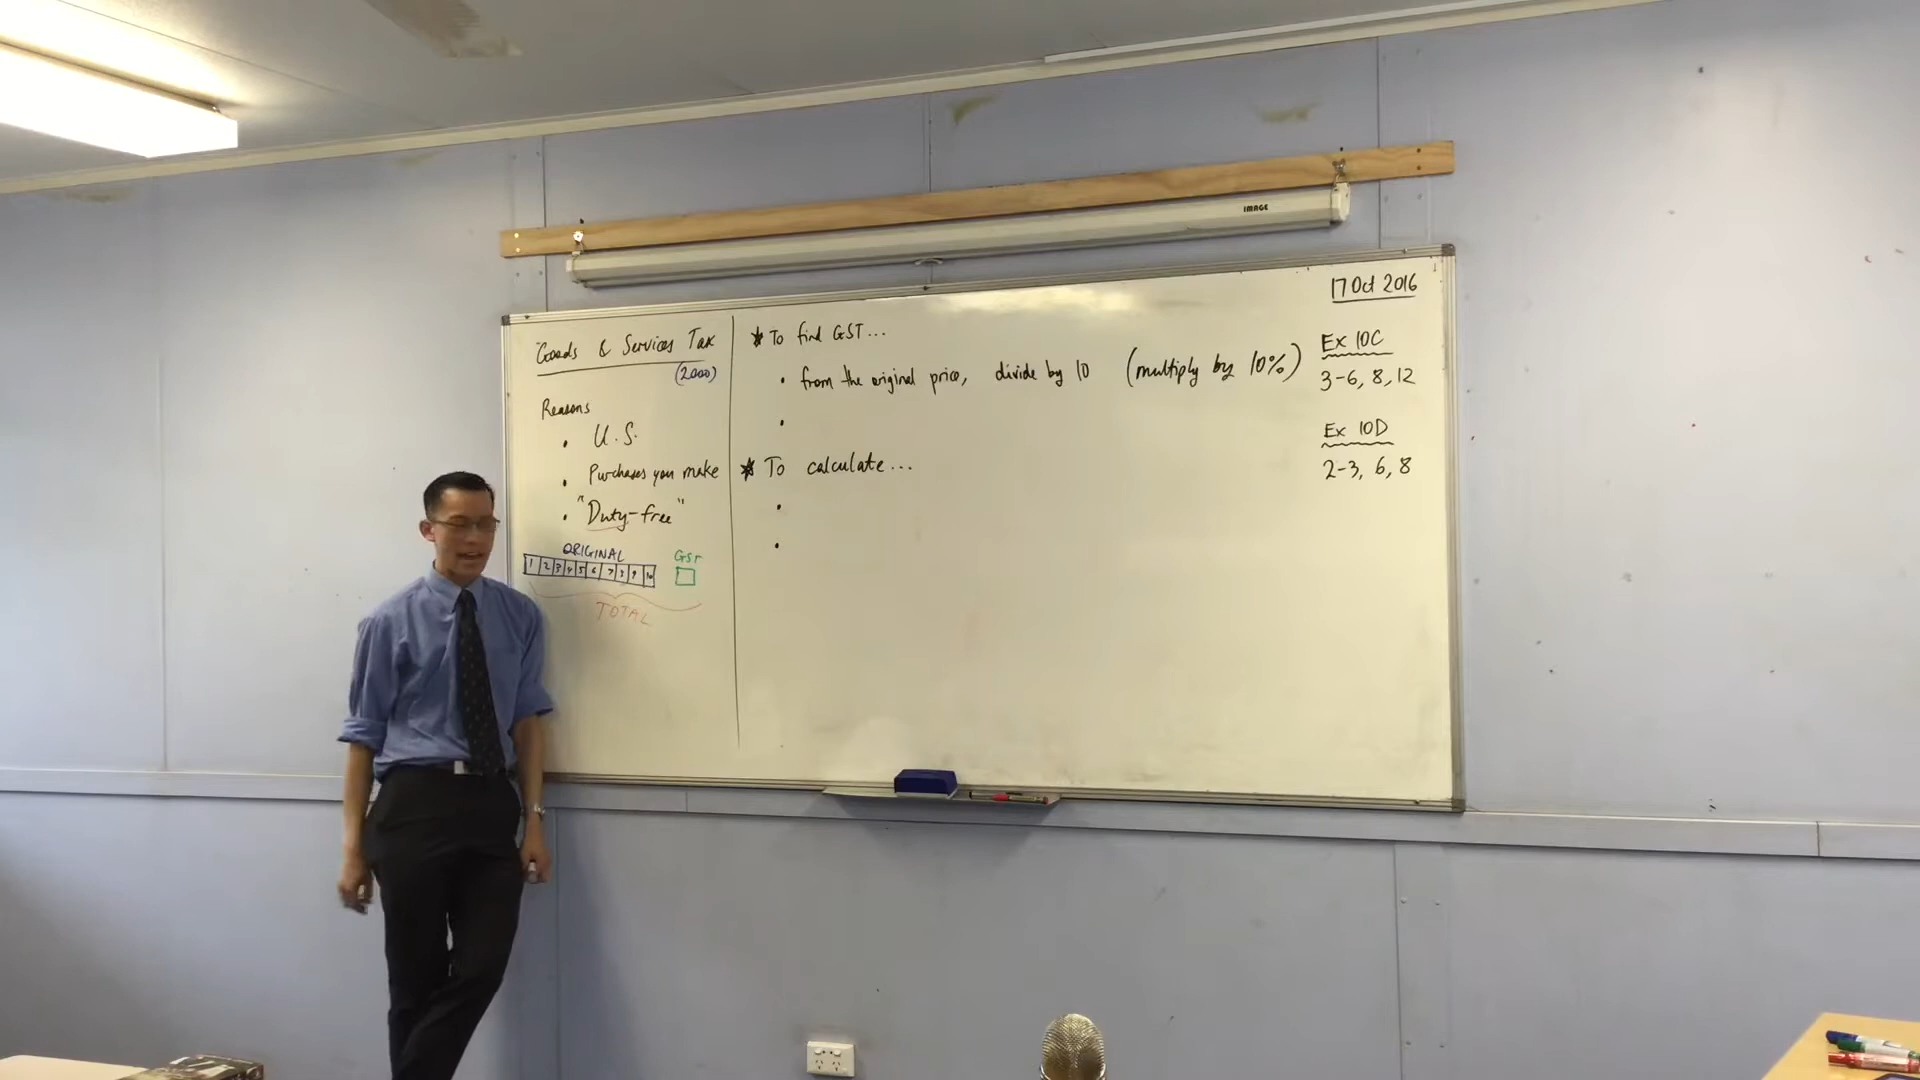 IMAGE
17 Oct 2016
Goods & Services Tax
(2000)
Reasons
• U.S.
• Purchases you make
• "Duty-free"
ORIGINAL
1 2 3 4 5 6 7 8 9 10
GST
TOTAL
* To find GST...
• from the original price, divide by 10 (multiply by 10%)
•
* To calculate...
•
•
Ex 10C
3-6, 8, 12
Ex 10D
2-3, 6, 8